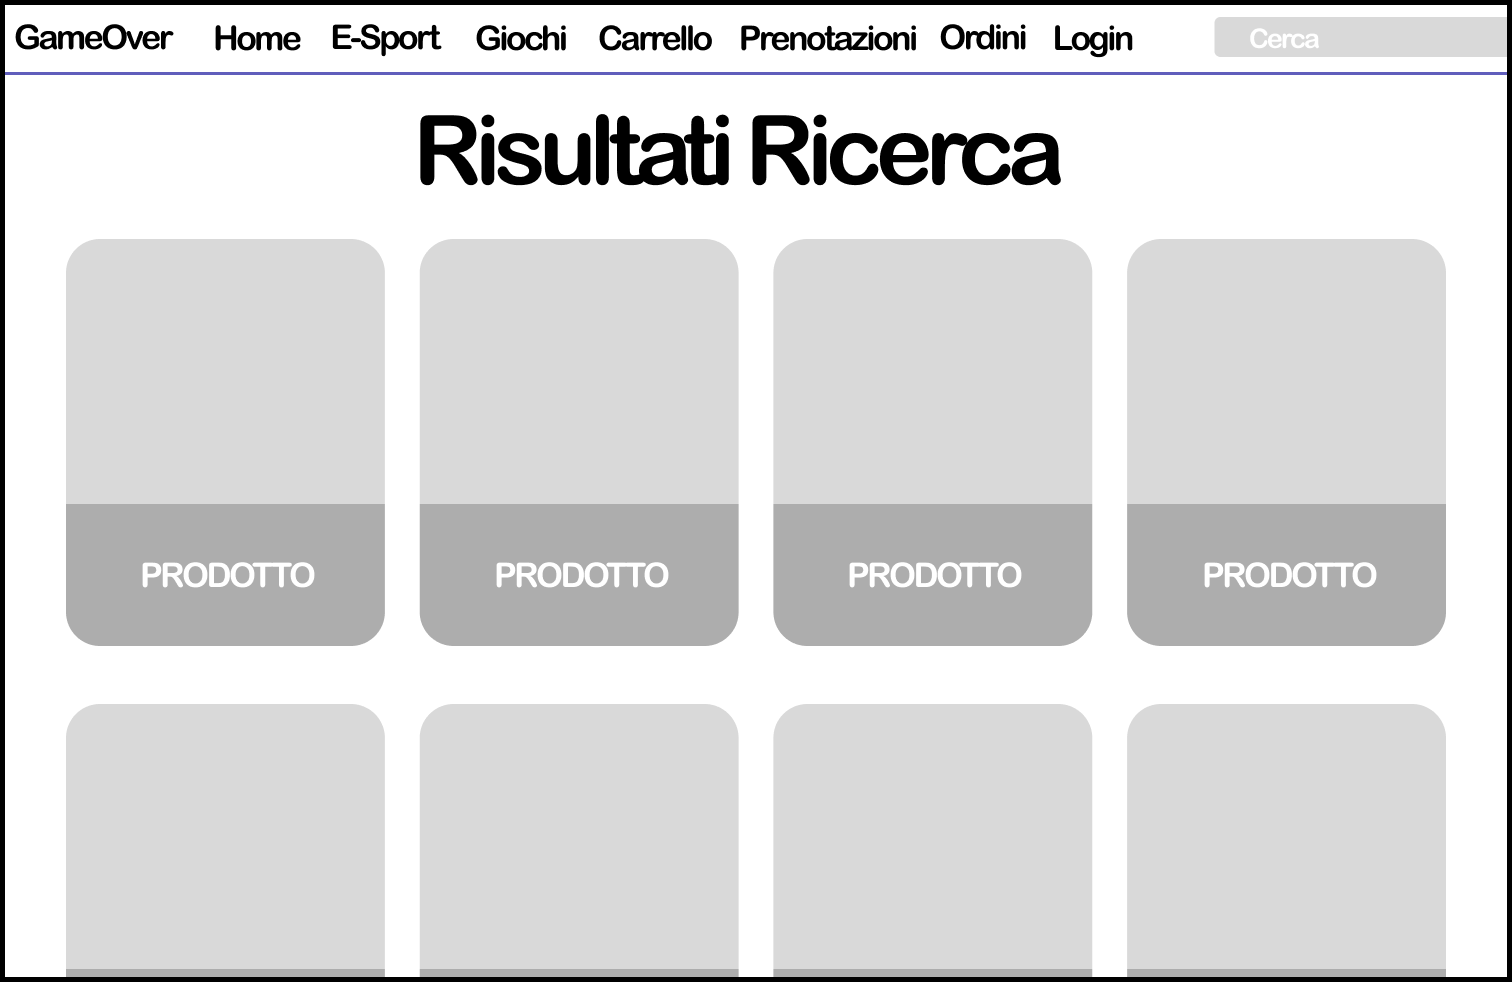 GameOver Home E-Sport Giochi Carrello Prenotazioni Ordini Login Cerca
Risultati Ricerca
PRODOTTO PRODOTTO PRODOTTO PRODOTTO